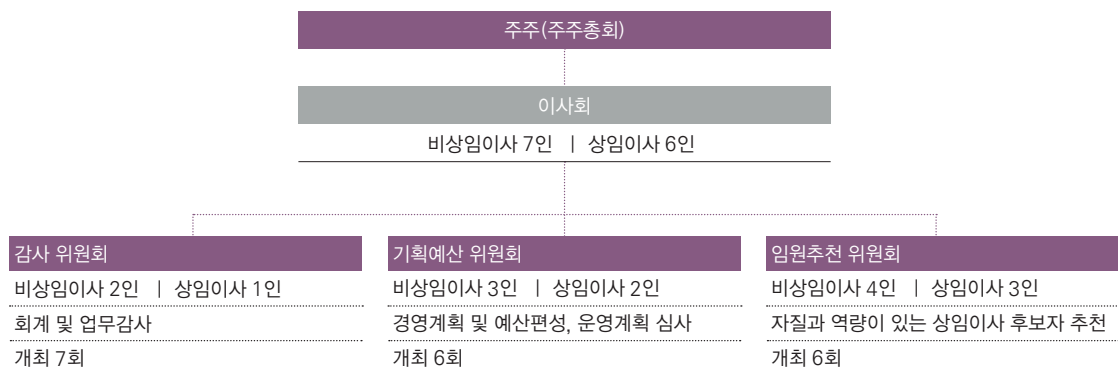 주주(주주총회)
이사회
비상임이사 7인 | 상임이사 6인
감사 위원회
비상임이사 2인 | 상임이사 1인
회계 및 업무감사
개최 7회
기획예산 위원회
비상임이사 3인 | 상임이사 2인
경영계획 및 예산편성, 운영계획 심사
개최 6회
임원추천 위원회
비상임이사 4인 | 상임이사 3인
자질과 역량이 있는 상임이사 후보자 추천
개최 6회